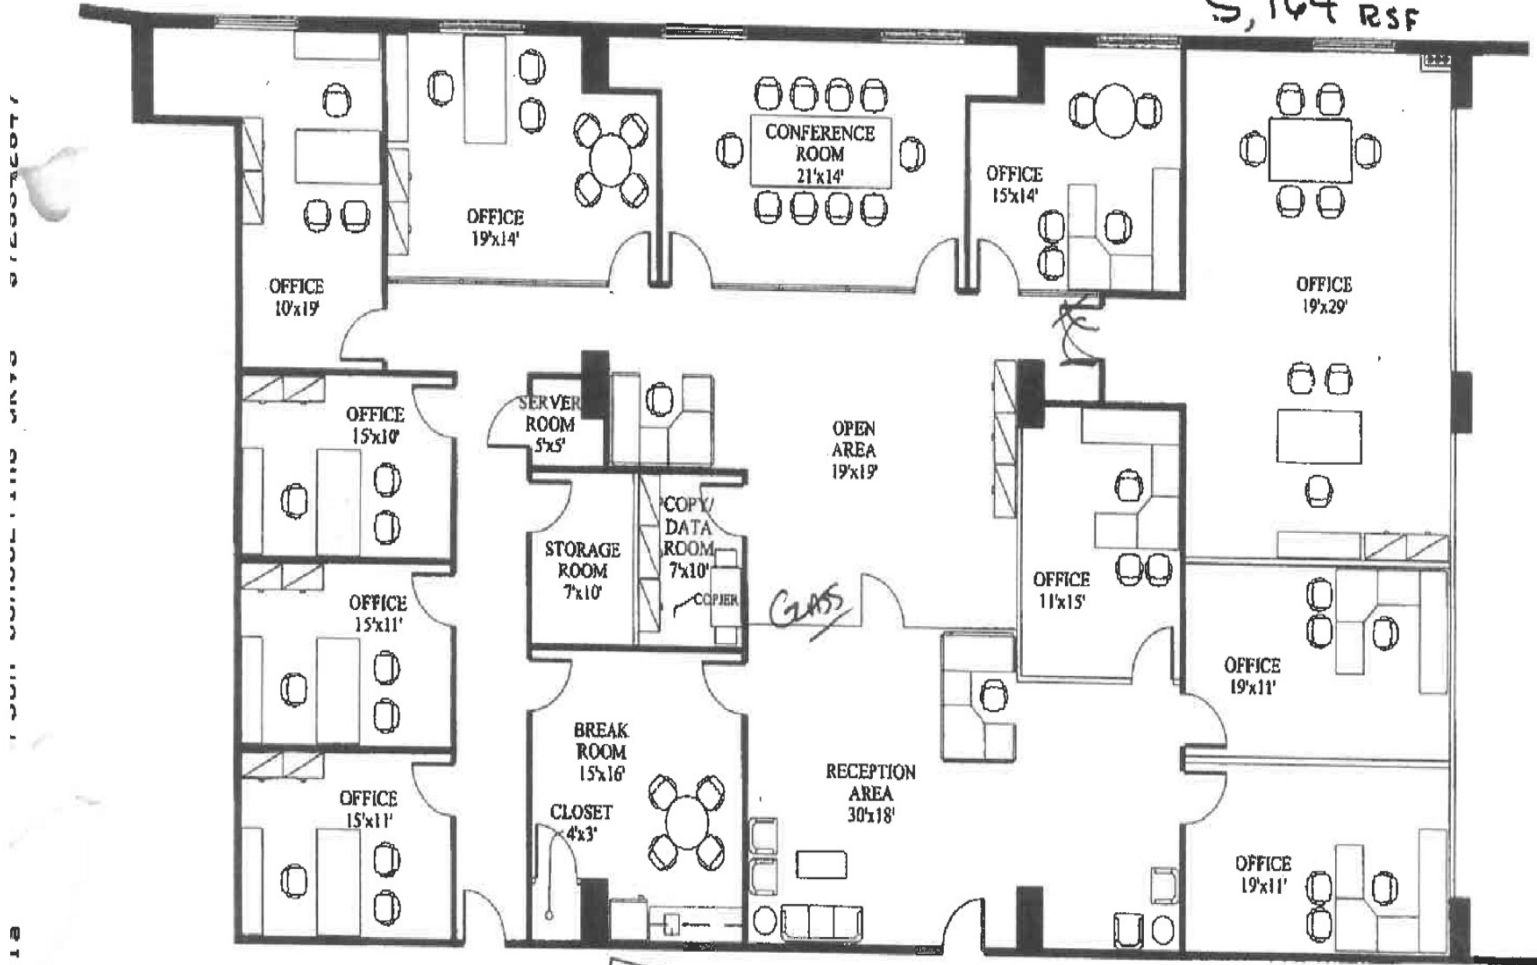 5,164 RSF
CONFERENCE
ROOM
21'x14'
OFFICE
15'x14'
OFFICE
19'x14'
OFFICE
10'x19'
OFFICE
19'x29'
OFFICE
15'x10'
SERVER
ROOM
5'x5'
OPEN
AREA
19'x19'
COPY/
DATA
ROOM
7'x10'
COPIER
STORAGE
ROOM
7'x10'
GLASS
OFFICE
11'x15'
OFFICE
15'x11'
OFFICE
19'x11'
BREAK
ROOM
15'x16'
CLOSET
4'x3'
RECEPTION
AREA
30'x18'
OFFICE
15'x11'
OFFICE
19'x11'